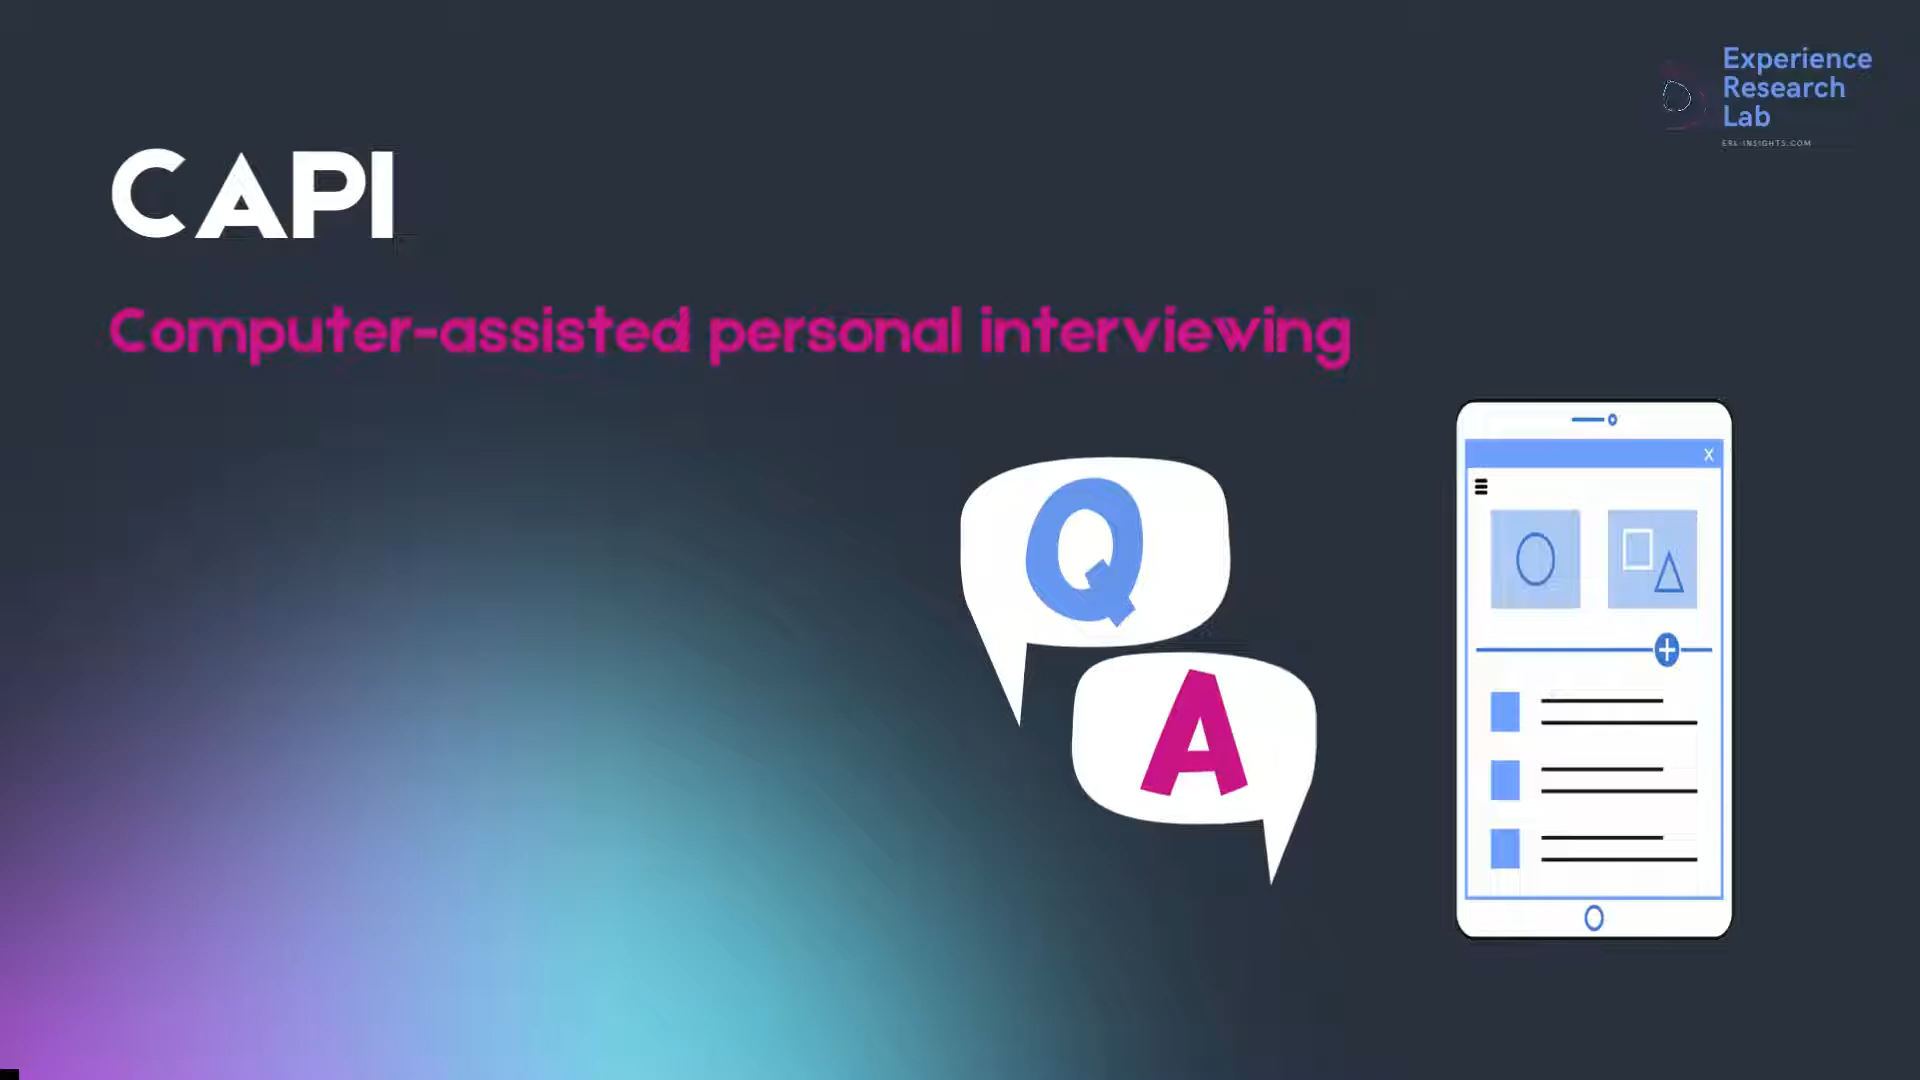 Experience
Research
Lab
ERL-INSIGHTS.COM
CAPI
Computer-assisted personal interviewing
Q
A
X